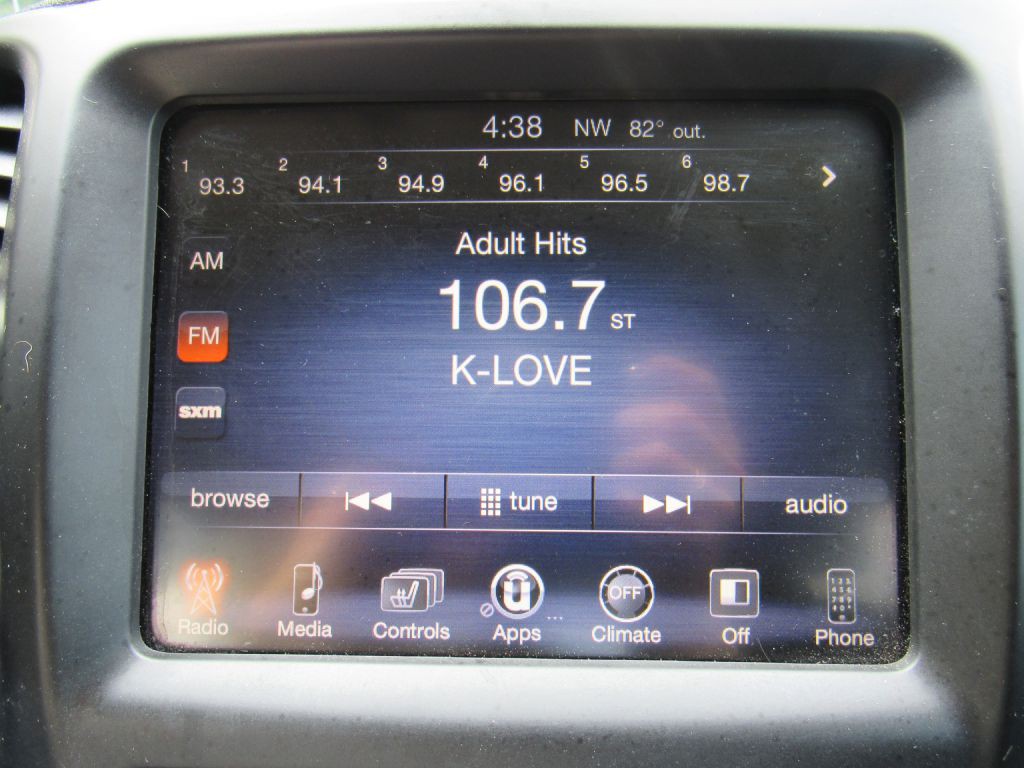 4:38 NW 82° out.
1 93.3 2 94.1 3 94.9 4 96.1 5 96.5 6 98.7
Adult Hits
AM
106.7 ST
FM
K-LOVE
sxm
browse tune audio
OFF
Radio Media Controls Apps ... Climate Off Phone